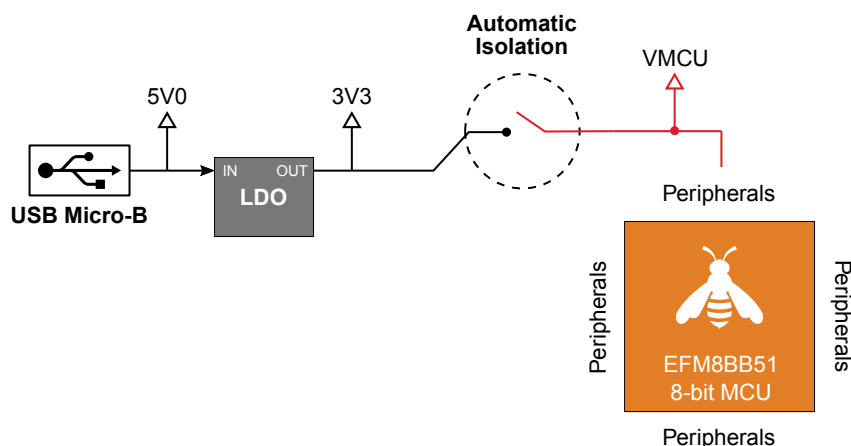 Automatic
Isolation
VMCU
5V0
3V3
IN
OUT
LDO
USB Micro-B
Peripherals
Peripherals
Peripherals
EFM8BB51
8-bit MCU
Peripherals